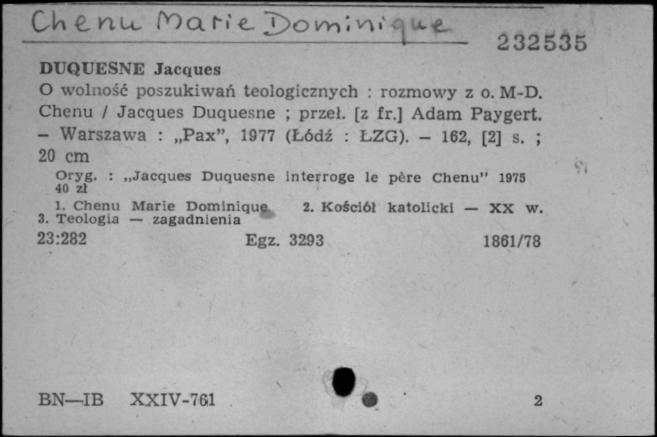 Chenu Marie Dominique
232535
DUQUESNE Jacques
O wolność poszukiwań teologicznych : rozmowy z o. M-D.
Chenu / Jacques Duquesne ; przeł. [z fr.] Adam Paygert.
— Warszawa : „Pax”, 1977 (Łódź : ŁZG). — 162, [2] s. ;
20 cm
Oryg. : „Jacques Duquesne interroge le père Chenu” 1975
40 zł
1. Chenu Marie Dominique 2. Kościół katolicki — XX w.
3. Teologia — zagadnienia
23:282 Egz. 3293 1861/78
BN—IB XXIV-761 2